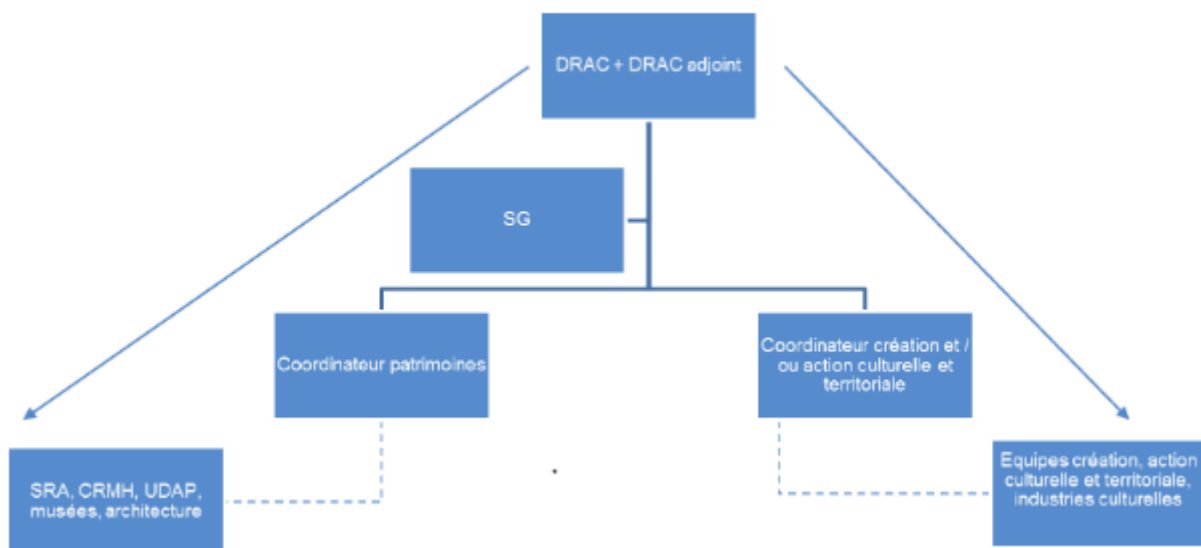 DRAC + DRAC adjoint
SG
Coordinateur patrimoines
Coordinateur création et /
ou action culturelle et
territoriale
SRA, CRMH, UDAP,
musées, architecture
Equipes création, action
culturelle et territoriale,
industries culturelles